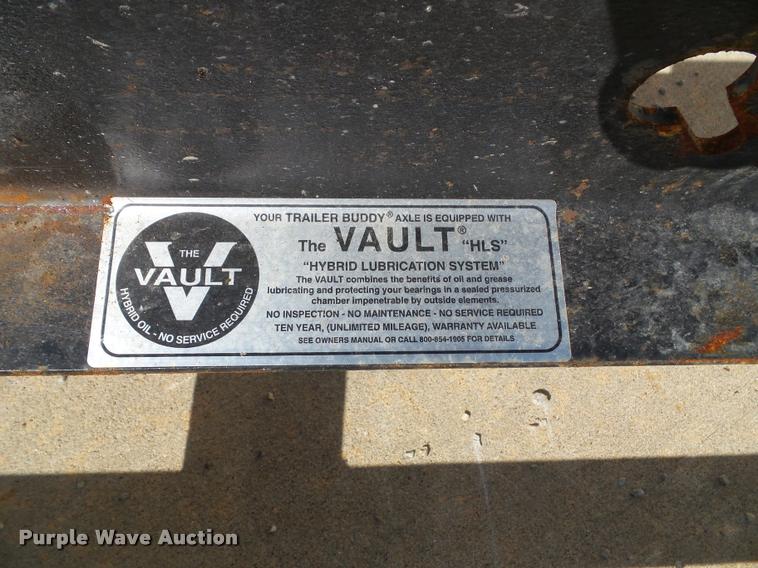 THE
VAULT
HYBRID OIL - NO SERVICE REQUIRED
YOUR TRAILER BUDDY® AXLE IS EQUIPPED WITH
The VAULT® "HLS"
"HYBRID LUBRICATION SYSTEM"
The VAULT combines the benefits of oil and grease
lubricating and protecting your bearings in a sealed pressurized
chamber impenetrable by outside elements.
NO INSPECTION - NO MAINTENANCE - NO SERVICE REQUIRED
TEN YEAR, (UNLIMITED MILEAGE), WARRANTY AVAILABLE
SEE OWNERS MANUAL OR CALL 800-854-1905 FOR DETAILS
Purple Wave Auction